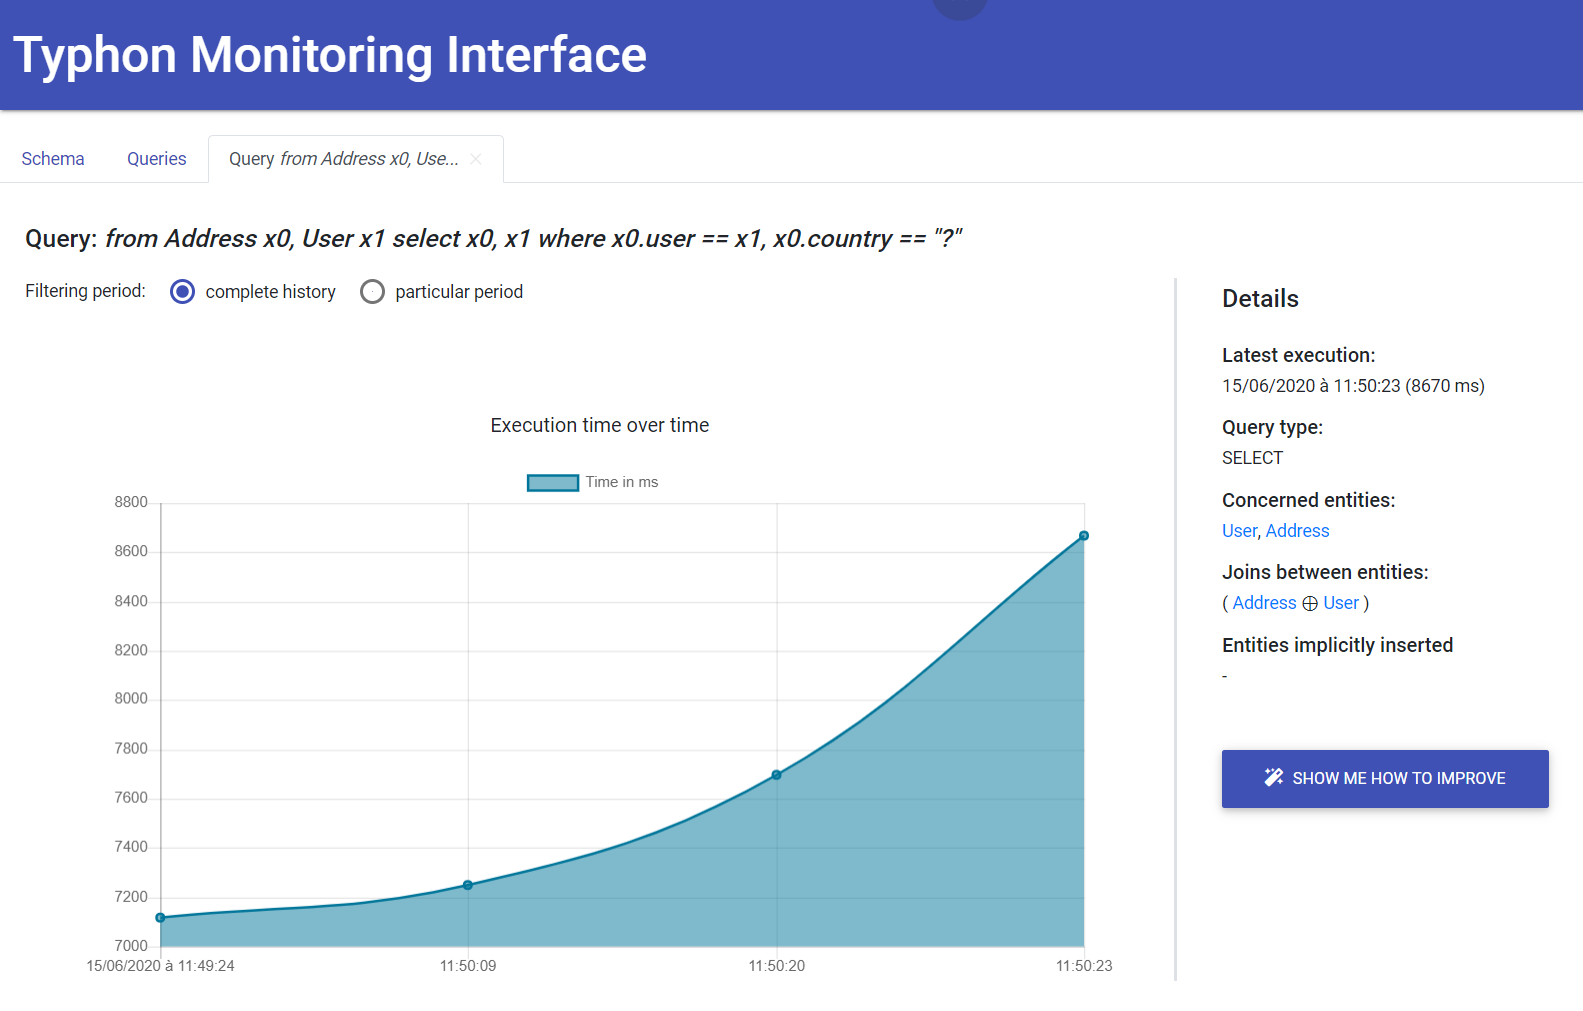 Typhon Monitoring Interface
Schema
Queries
Query from Address x0, Use...
Query: from Address x0, User x1 select x0, x1 where x0.user == x1, x0.country == "?"
Filtering period:
complete history
particular period
Execution time over time
Time in ms
8800
8600
8400
8200
8000
7800
7600
7400
7200
7000
15/06/2020 à 11:49:24
11:50:09
11:50:20
11:50:23
Details
Latest execution:
15/06/2020 à 11:50:23 (8670 ms)
Query type:
SELECT
Concerned entities:
User, Address
Joins between entities:
( Address ⨁ User )
Entities implicitly inserted
-
SHOW ME HOW TO IMPROVE